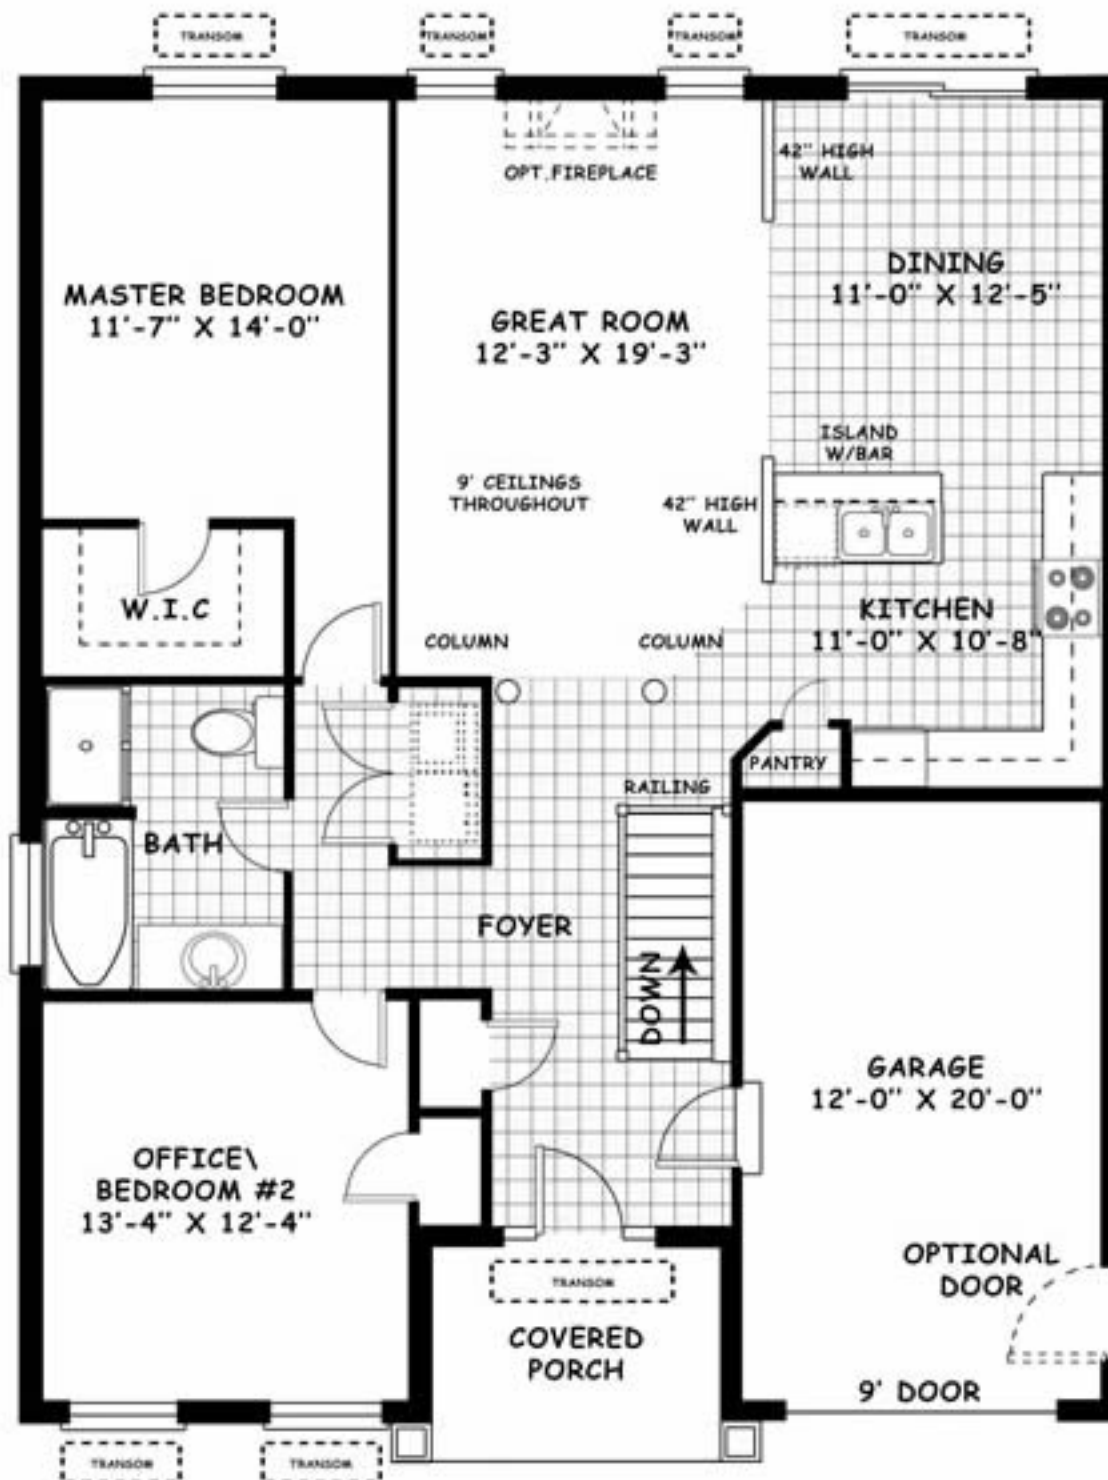 TRANSOM
TRANSOM
TRANSOM
TRANSOM
42" HIGH
WALL
OPT. FIREPLACE
DINING
11'-0" X 12'-5"
MASTER BEDROOM
11'-7" X 14'-0"
GREAT ROOM
12'-3" X 19'-3"
ISLAND
W/BAR
9' CEILINGS
THROUGHOUT
42" HIGH
WALL
W.I.C
KITCHEN
11'-0" X 10'-8"
COLUMN
COLUMN
PANTRY
RAILING
BATH
FOYER
DOWN
GARAGE
12'-0" X 20'-0"
OFFICE\
BEDROOM #2
13'-4" X 12'-4"
OPTIONAL
DOOR
TRANSOM
COVERED
PORCH
9' DOOR
TRANSOM
TRANSOM